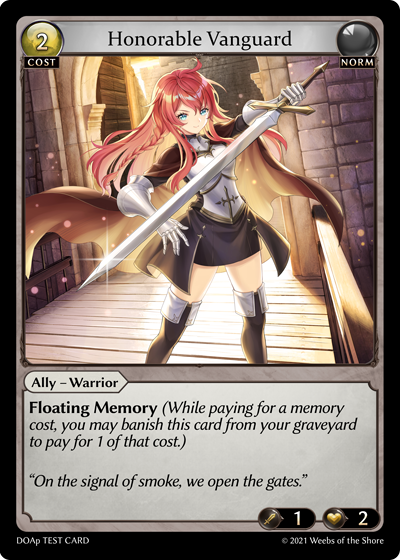 2
COST
Honorable Vanguard
NORM
Ally – Warrior
Floating Memory (While paying for a memory
cost, you may banish this card from your graveyard
to pay for 1 of that cost.)
“On the signal of smoke, we open the gates.”
1
2
DOAp TEST CARD
© 2021 Weebs of the Shore